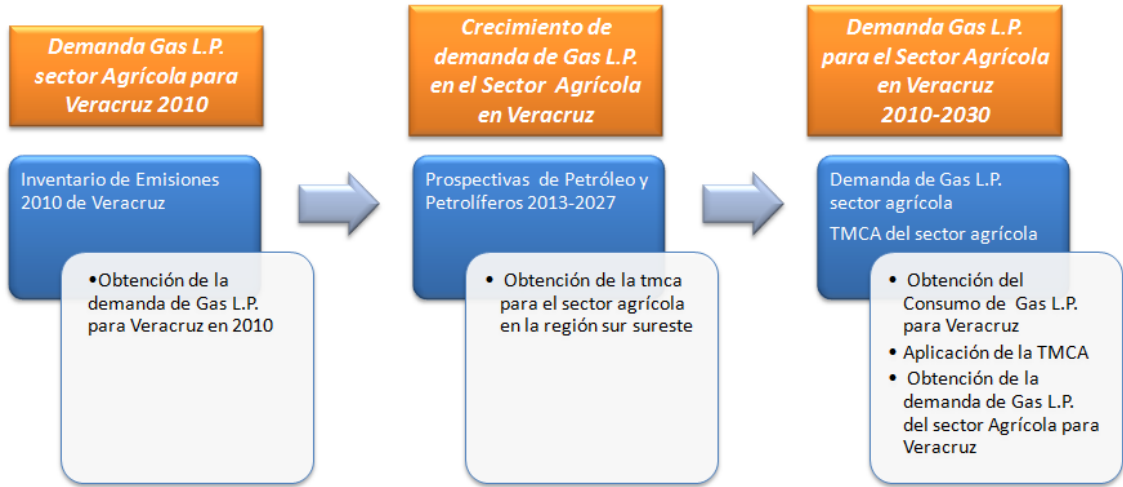 Demanda Gas L.P.
sector Agrícola para
Veracruz 2010
Inventario de Emisiones
2010 de Veracruz
•Obtención de la
demanda de Gas L.P.
para Veracruz en 2010
Crecimiento de
demanda de Gas L.P.
en el Sector Agrícola
en Veracruz
Prospectivas de Petróleo y
Petrolíferos 2013-2027
• Obtención de la tmca
para el sector agrícola
en la región sur sureste
Demanda Gas L.P.
para el Sector Agrícola
en Veracruz
2010-2030
Demanda de Gas L.P.
sector agrícola
TMCA del sector agrícola
• Obtención del
Consumo de Gas L.P.
para Veracruz
• Aplicación de la TMCA
• Obtención de la
demanda de Gas L.P.
del sector Agrícola para
Veracruz